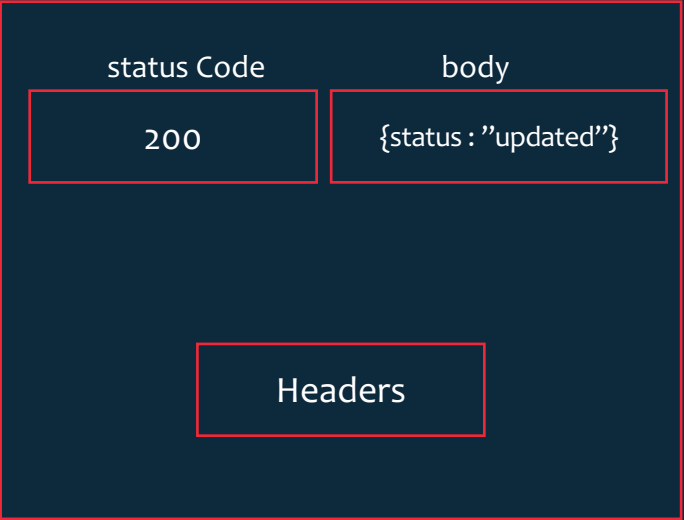 status Code
body
200
{status : ”updated”}
Headers